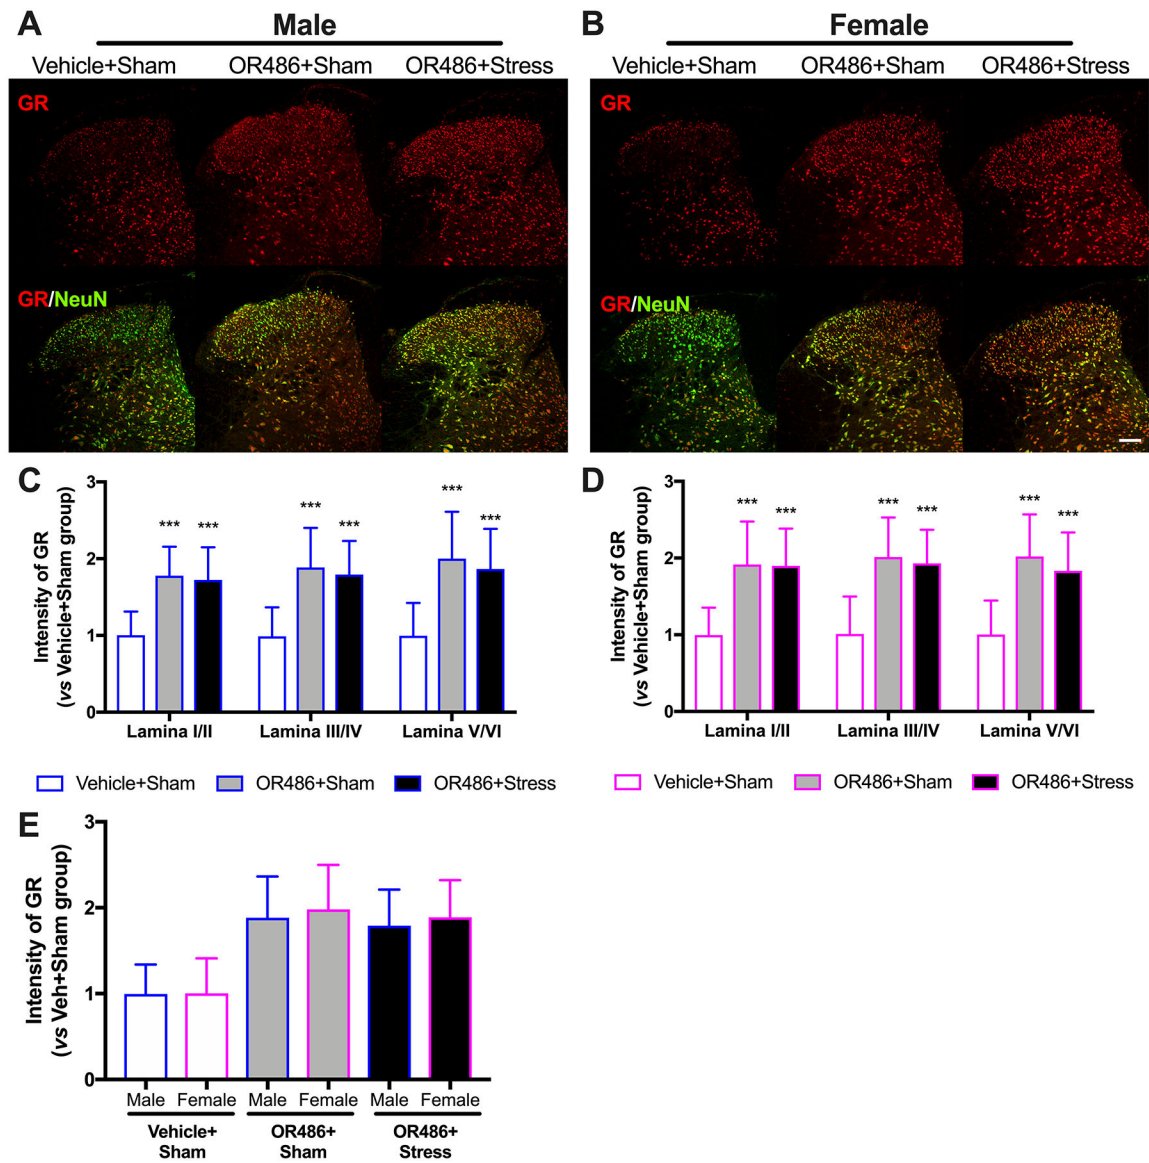 A
Male
Vehicle+Sham
OR486+Sham
OR486+Stress
GR
GR/NeuN
B
Female
Vehicle+Sham
OR486+Sham
OR486+Stress
GR
GR/NeuN
C
Intensity of GR
(vs Vehicle+Sham group)
3
2
1
0
***
***
***
***
***
***
Lamina I/II
Lamina III/IV
Lamina V/VI
Vehicle+Sham
OR486+Sham
OR486+Stress
D
Intensity of GR
(vs Vehicle+Sham group)
3
2
1
0
***
***
***
***
***
***
Lamina I/II
Lamina III/IV
Lamina V/VI
Vehicle+Sham
OR486+Sham
OR486+Stress
E
Intensity of GR
(vs Veh+Sham group)
3
2
1
0
Male
Female
Male
Female
Male
Female
Vehicle+
Sham
OR486+
Sham
OR486+
Stress